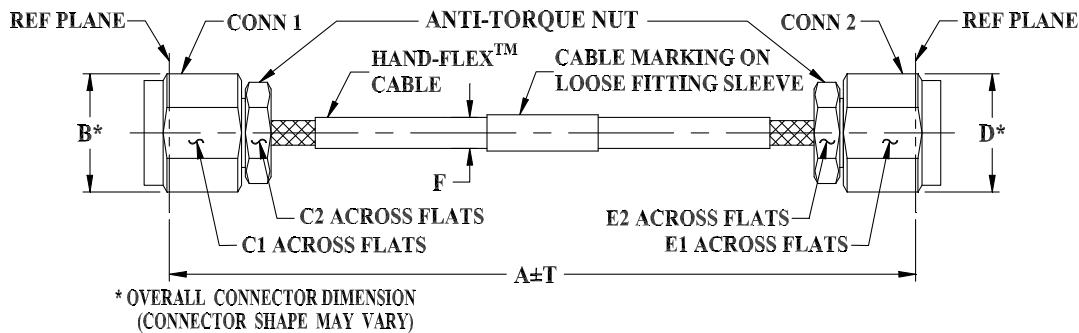 REF PLANE
CONN 1
ANTI-TORQUE NUT
CONN 2
REF PLANE
HAND-FLEX™
CABLE
CABLE MARKING ON
LOOSE FITTING SLEEVE
B*
D*
F
C2 ACROSS FLATS
E2 ACROSS FLATS
C1 ACROSS FLATS
E1 ACROSS FLATS
A±T
* OVERALL CONNECTOR DIMENSION
(CONNECTOR SHAPE MAY VARY)